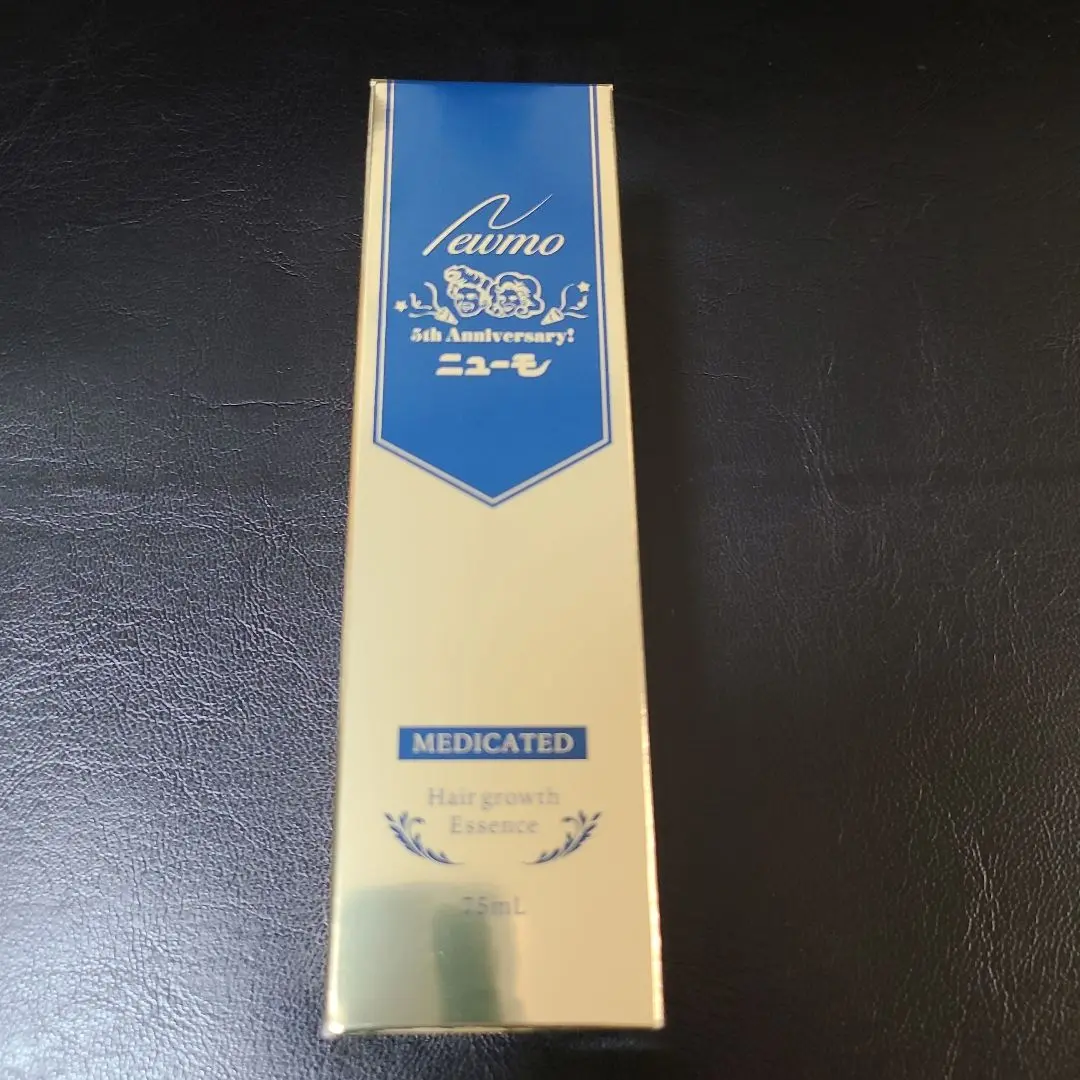 Newmo
5th Anniversary!
ニューモ
MEDICATED
Hair growth
Essence
75mL